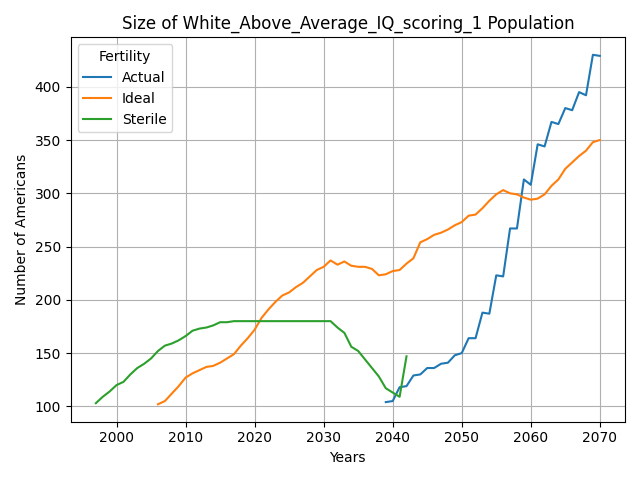 Size of White_Above_Average_IQ_scoring_1 Population
Fertility
Actual
Ideal
Sterile
Number of Americans
400
350
300
250
200
150
100
2000 2010 2020 2030 2040 2050 2060 2070
Years